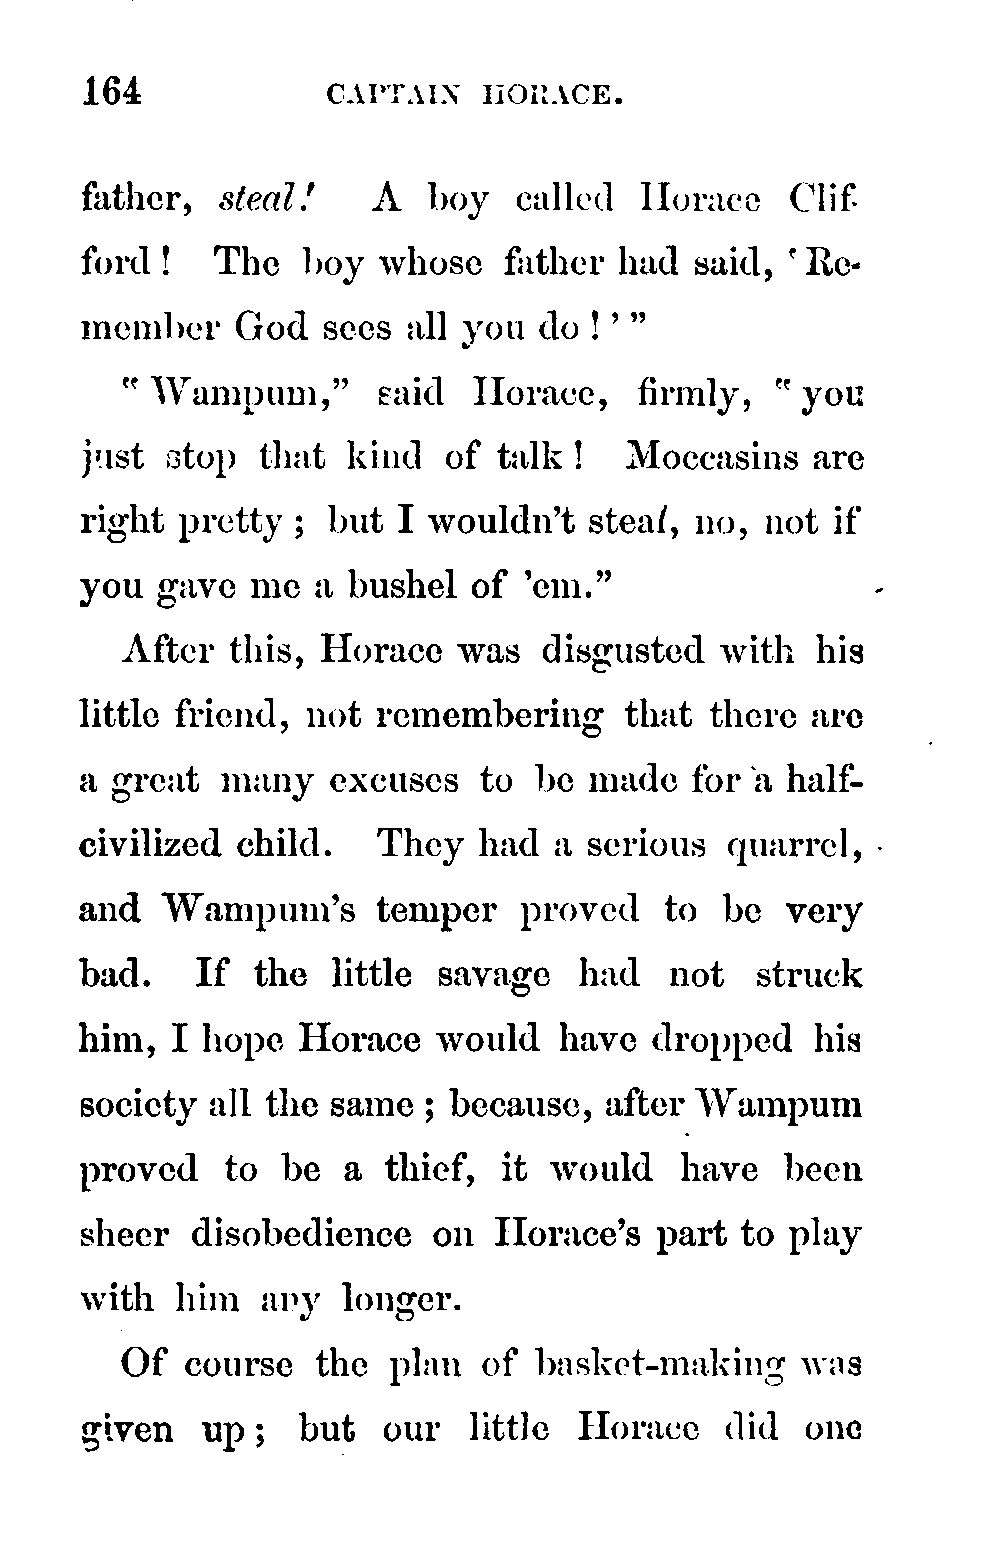 164 CAPTAIN HORACE.
father, steal! A boy called Horace Clif-
ford! The boy whose father had said, 'Re-
member God sees all you do!'"
"Wampum," said Horace, firmly, "you
just stop that kind of talk! Moccasins are
right pretty; but I wouldn't steal, no, not if
you gave me a bushel of 'em."
After this, Horace was disgusted with his
little friend, not remembering that there are
a great many excuses to be made for a half-
civilized child. They had a serious quarrel,
and Wampum's temper proved to be very
bad. If the little savage had not struck
him, I hope Horace would have dropped his
society all the same; because, after Wampum
proved to be a thief, it would have been
sheer disobedience on Horace's part to play
with him any longer.
Of course the plan of basket-making was
given up; but our little Horace did one